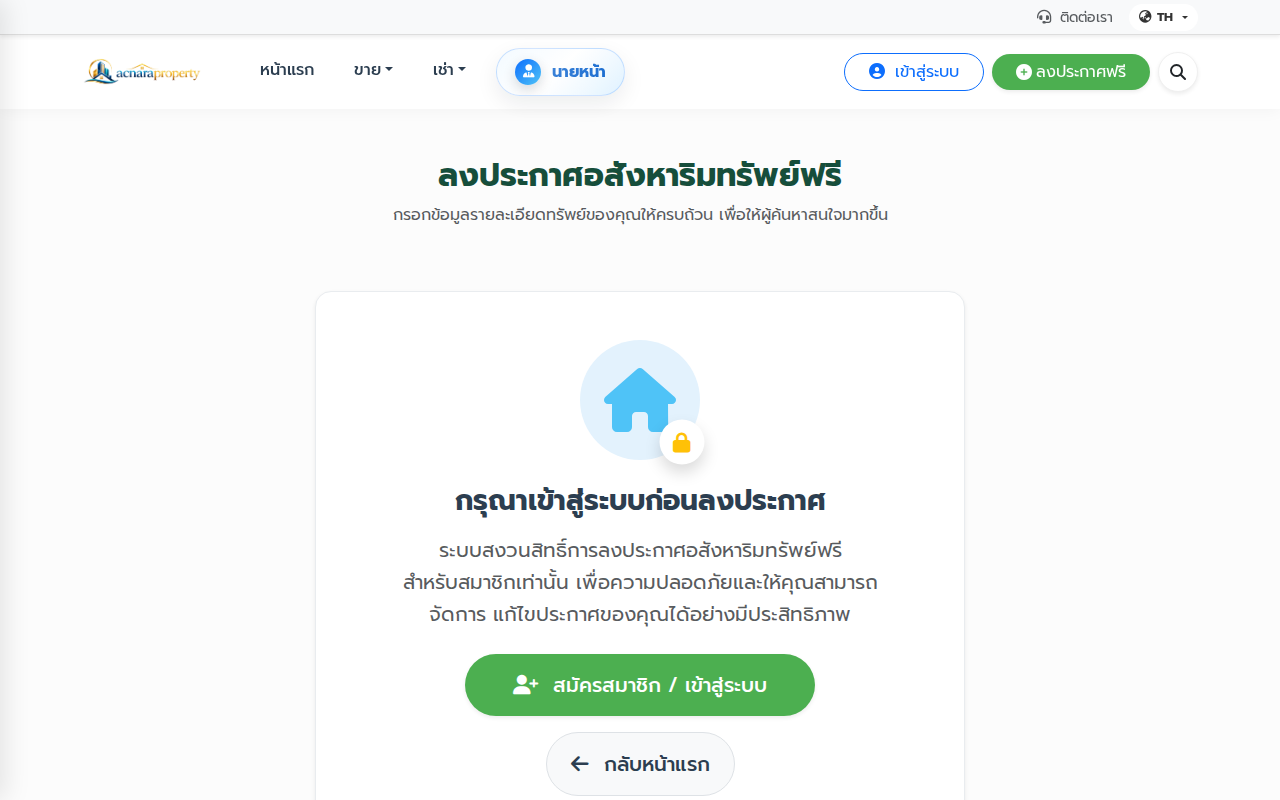 ติดต่อเรา TH
acnaraproperty หน้าแรก ขาย เช่า นายหน้า เข้าสู่ระบบ ลงประกาศฟรี
ลงประกาศอสังหาริมทรัพย์ฟรี
กรอกข้อมูลรายละเอียดทรัพย์ของคุณให้ครบถ้วน เพื่อให้ผู้ค้นหาสนใจมากขึ้น
กรุณาเข้าสู่ระบบก่อนลงประกาศ
ระบบสงวนสิทธิ์การลงประกาศอสังหาริมทรัพย์ฟรี
สำหรับสมาชิกเท่านั้น เพื่อความปลอดภัยและให้คุณสามารถ
จัดการ แก้ไขประกาศของคุณได้อย่างมีประสิทธิภาพ
สมัครสมาชิก / เข้าสู่ระบบ
กลับหน้าแรก